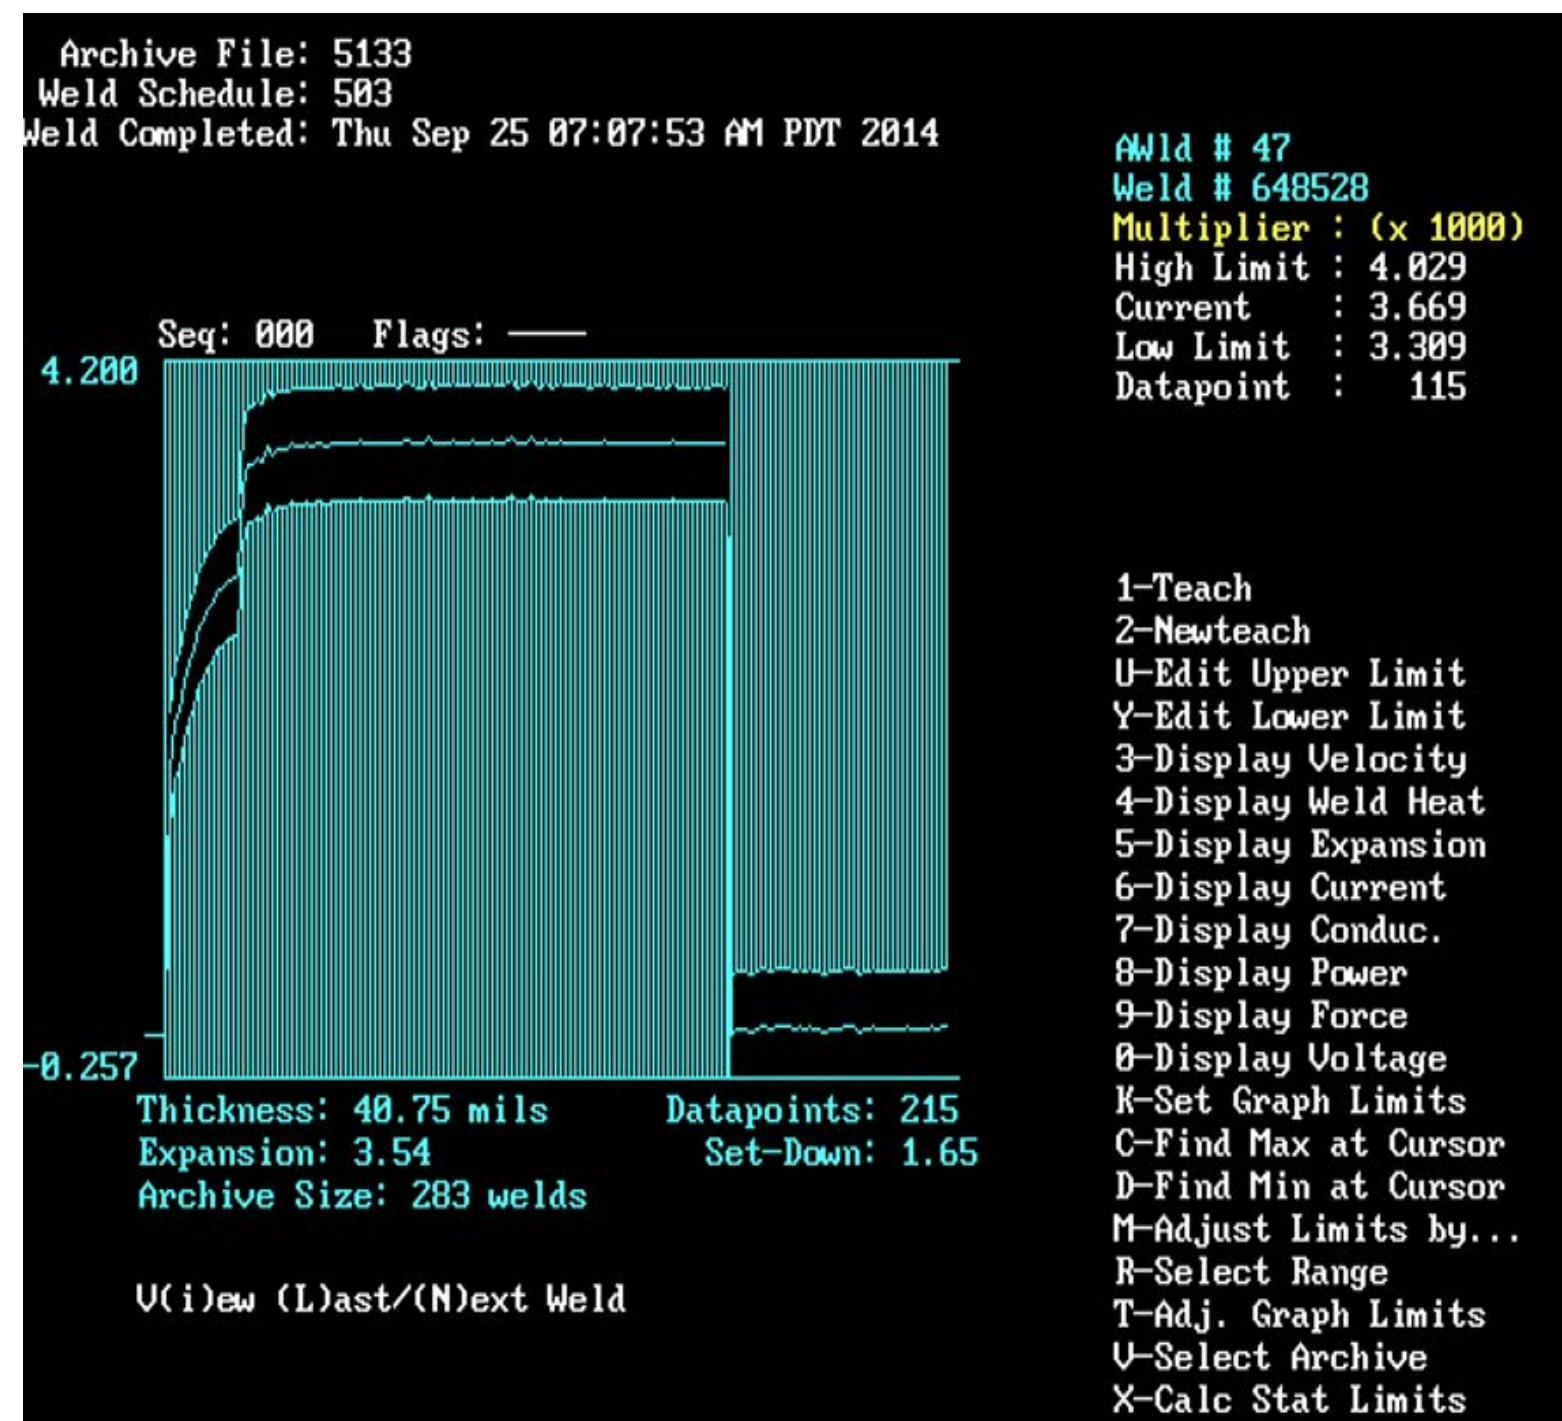 Archive File: 5133
Weld Schedule: 503
Weld Completed: Thu Sep 25 07:07:53 AM PDT 2014
AWld # 47
Weld # 648528
Multiplier : (x 1000)
High Limit : 4.029
Current : 3.669
Low Limit : 3.309
Datapoint : 115
Seq: 000 Flags: ────
4.200
-0.257
Thickness: 40.75 mils Datapoints: 215
Expansion: 3.54 Set-Down: 1.65
Archive Size: 283 welds
V(i)ew (L)ast/(N)ext Weld
1-Teach
2-Newteach
U-Edit Upper Limit
Y-Edit Lower Limit
3-Display Velocity
4-Display Weld Heat
5-Display Expansion
6-Display Current
7-Display Conduc.
8-Display Power
9-Display Force
0-Display Voltage
K-Set Graph Limits
C-Find Max at Cursor
D-Find Min at Cursor
M-Adjust Limits by...
R-Select Range
T-Adj. Graph Limits
V-Select Archive
X-Calc Stat Limits